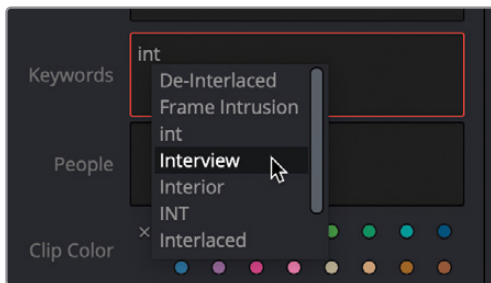 Keywords
int
De-Interlaced
Frame Intrusion
int
Interview
Interior
INT
Interlaced
People
Clip Color